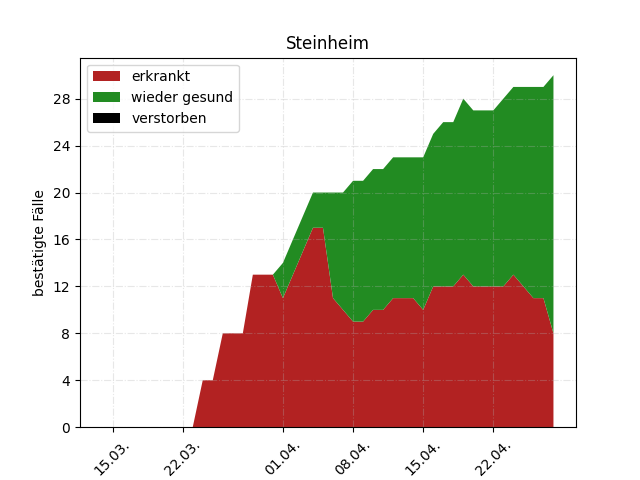 Steinheim
erkrankt
wieder gesund
verstorben
bestätigte Fälle
28
24
20
16
12
8
4
0
15.03.
22.03.
01.04.
08.04.
15.04.
22.04.